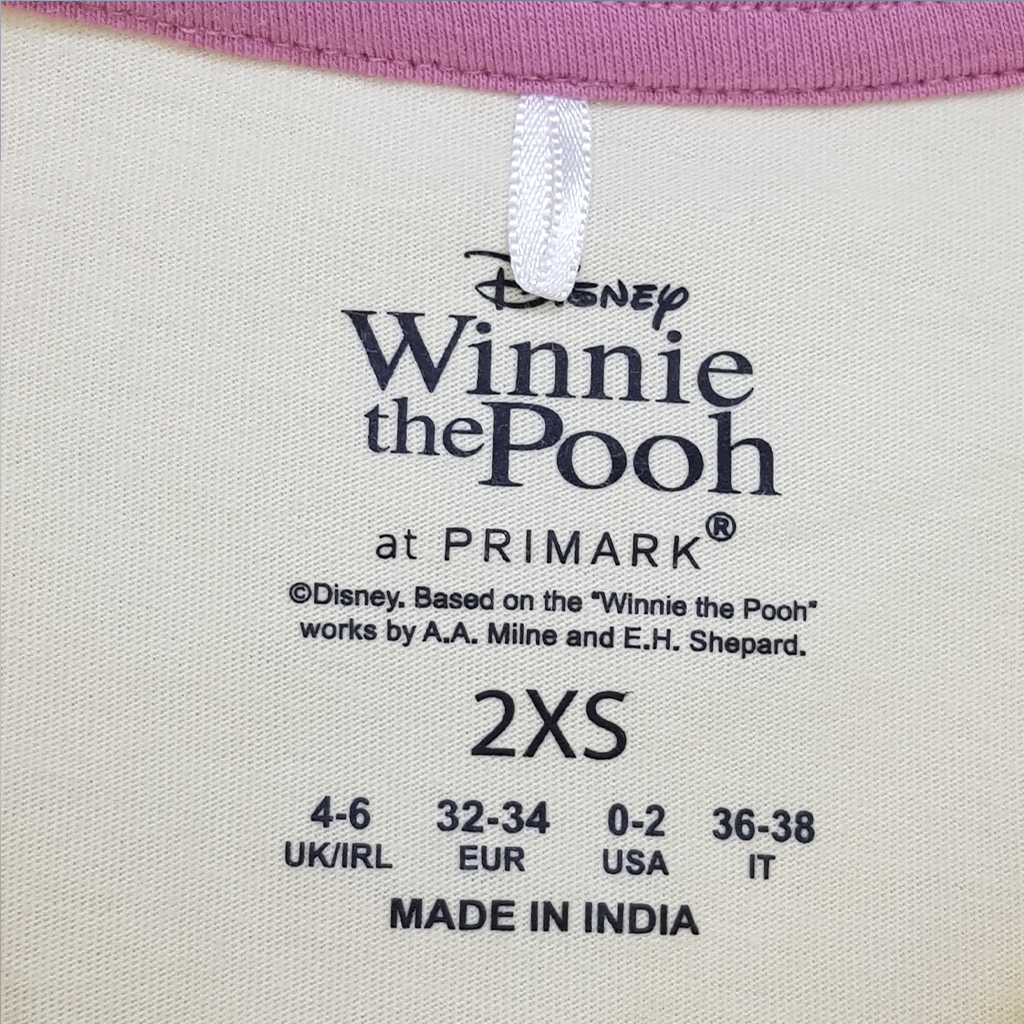 Disney
Winnie
the Pooh
at PRIMARK®
©Disney. Based on the "Winnie the Pooh"
works by A.A. Milne and E.H. Shepard.
2XS
4-6 32-34 0-2 36-38
UK/IRL EUR USA IT
MADE IN INDIA